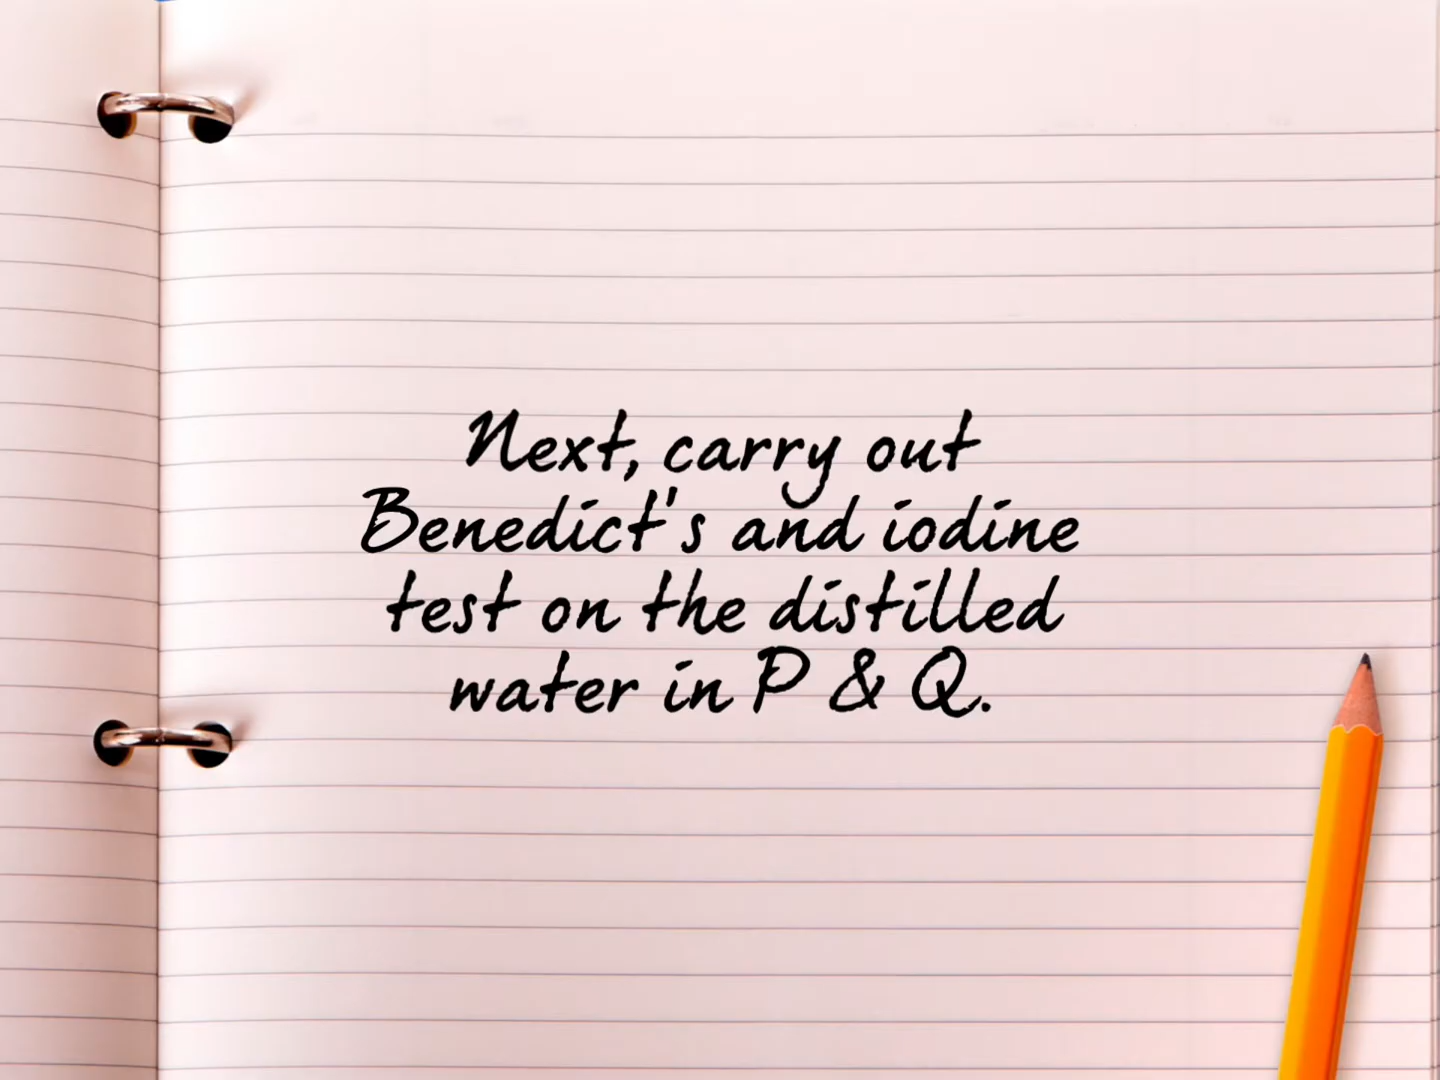 Next, carry out
Benedict's and iodine
test on the distilled
water in P & Q.